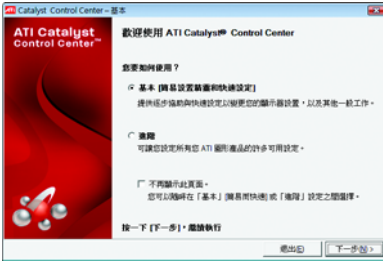 Catalyst Control Center – 基本
ATI Catalyst
Control Center™
歡迎使用 ATI Catalyst® Control Center
您要如何使用？
基本 [簡易設置精靈和快速設定]
提供逐步協助與快速設定以變更您的顯示器設置，以及其他一般工作。
進階
可讓您設定所有您 ATI 圖形產品的許多可用設定。
不再顯示此頁面。
您可以隨時在「基本」[簡易而快速] 或「進階」設定之間選擇。
按一下 [下一步]，繼續執行
退出(E)
下一步(N) >